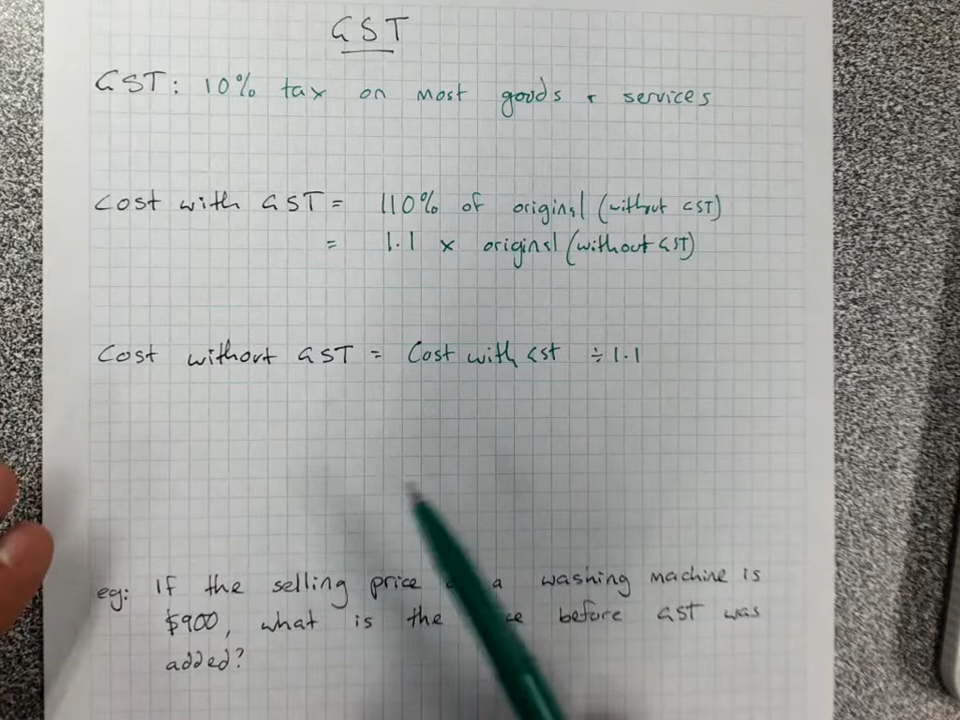 GST
GST: 10% tax on most goods + services
Cost with GST = 110% of original (without GST)
= 1.1 x original (without GST)
Cost without GST = Cost with Gst ÷ 1.1
eg: If the selling price a washing machine is
$900, what is the before GST was
added?